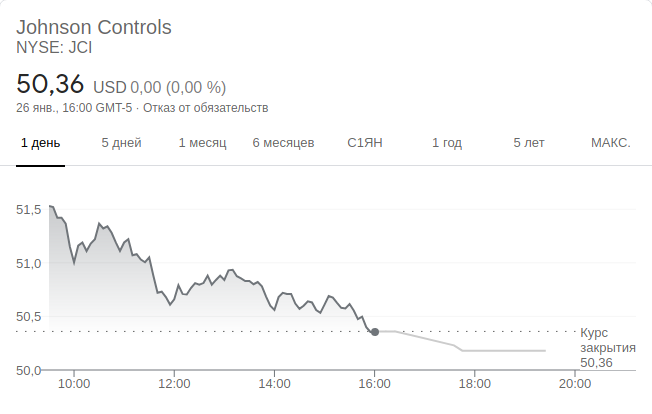 Johnson Controls
NYSE: JCI
50,36 USD 0,00 (0,00 %)
26 янв., 16:00 GMT-5 · Отказ от обязательств
1 день 5 дней 1 месяц 6 месяцев С1ЯН 1 год 5 лет МАКС.
51,5
51,0
50,5
50,0
Курс
закрытия
50,36
10:00 12:00 14:00 16:00 18:00 20:00